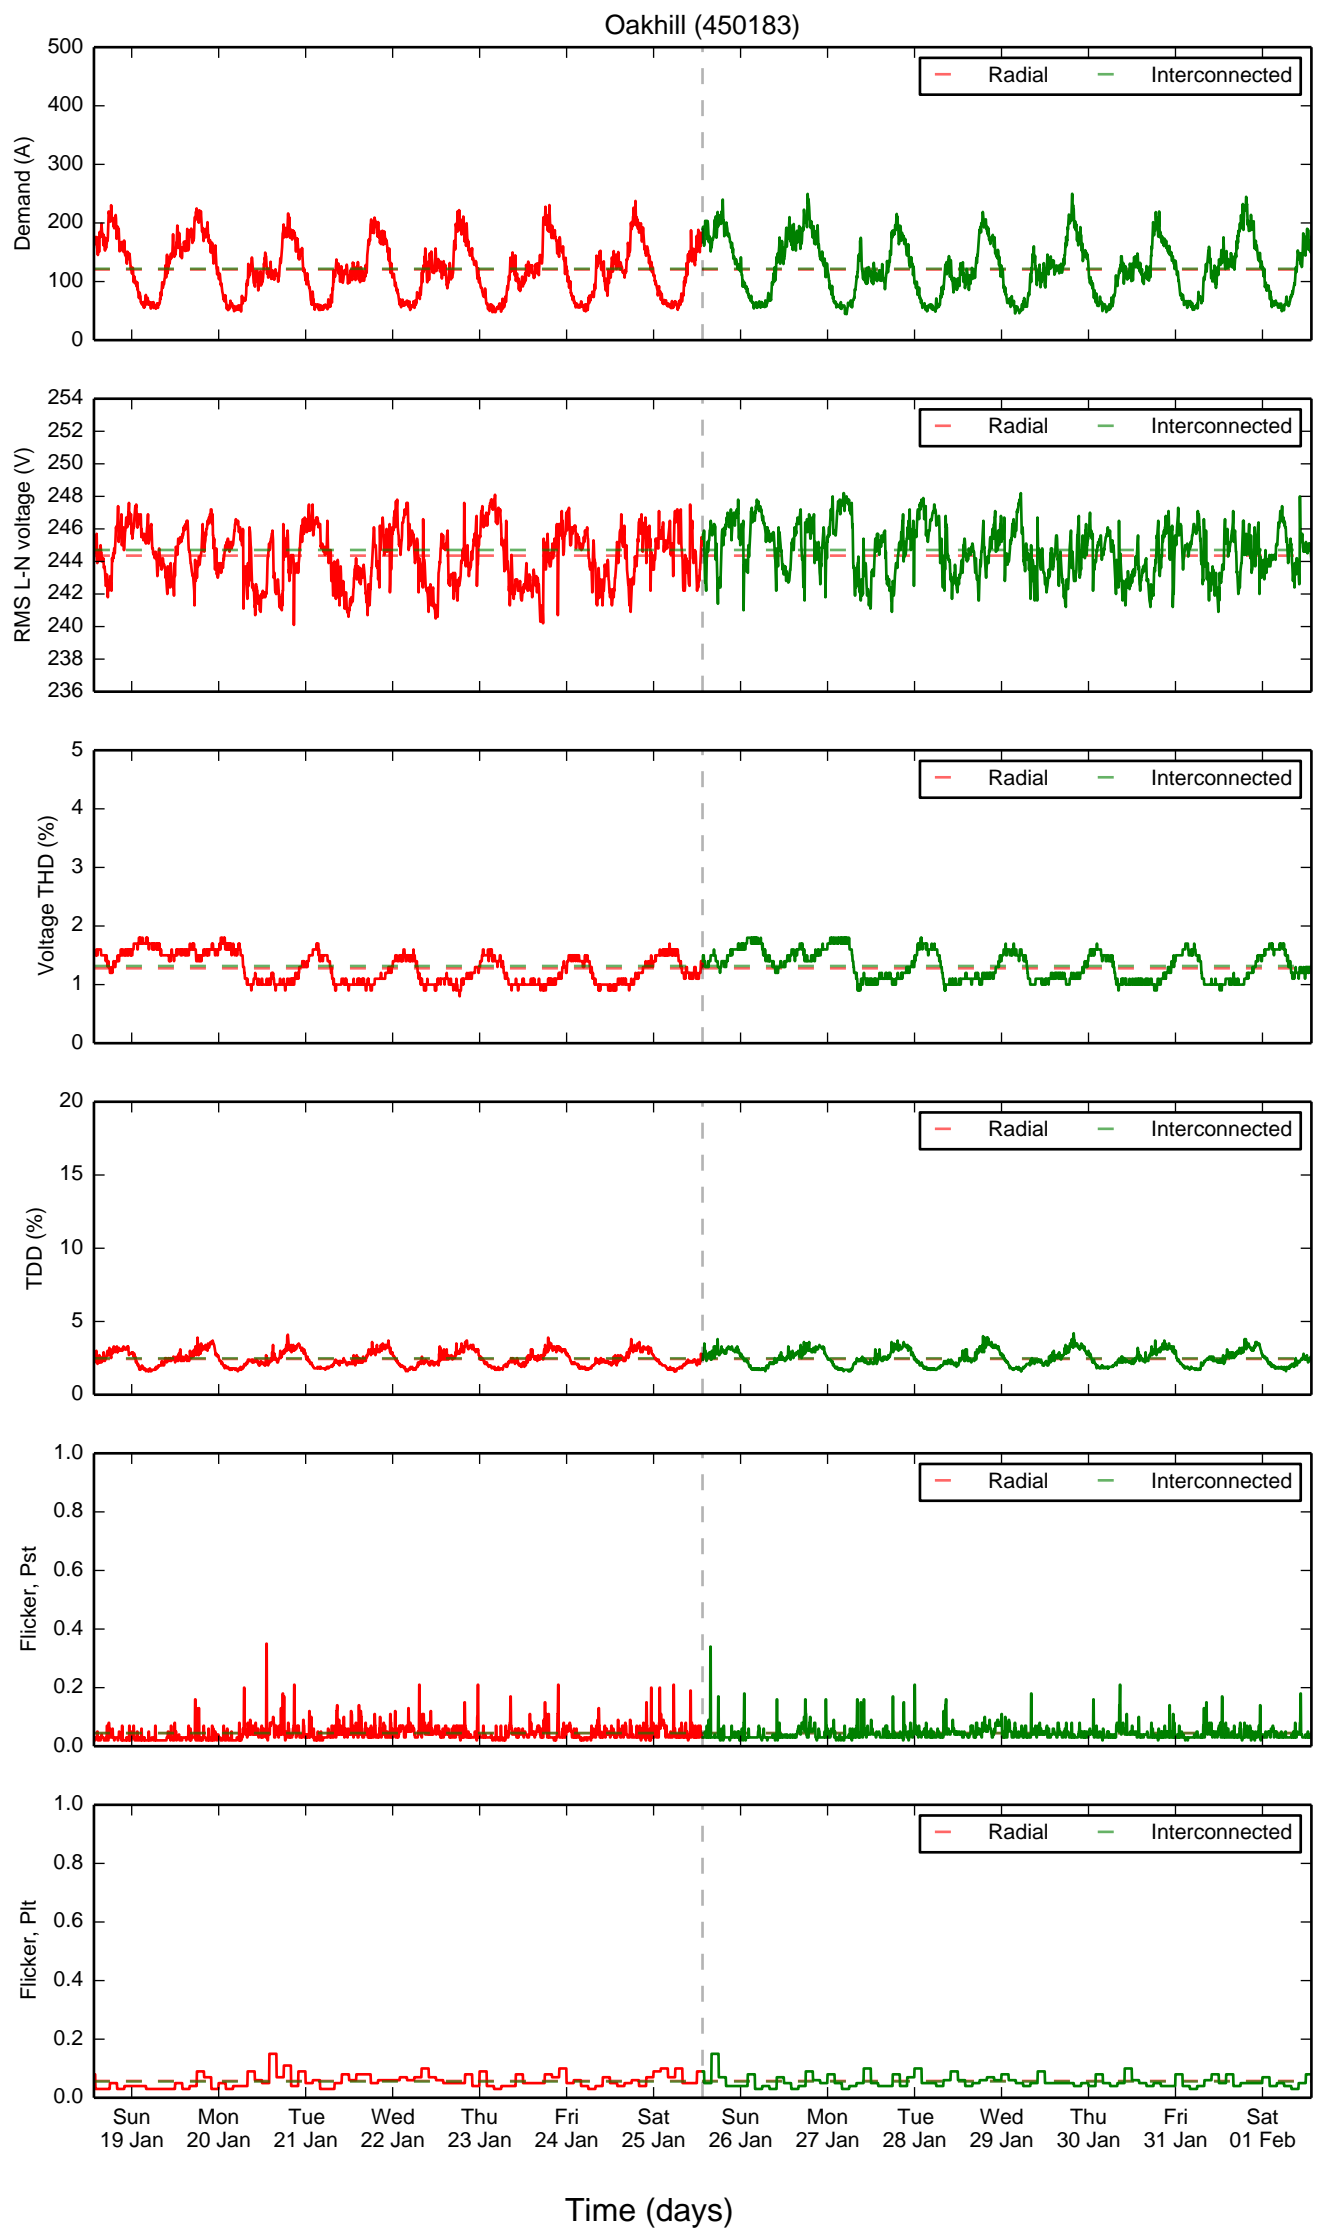 Oakhill (450183)
500
400
300
200
100
0
Demand (A)
Radial Interconnected
254
252
250
248
246
244
242
240
238
236
RMS L-N voltage (V)
Radial Interconnected
5
4
3
2
1
0
Voltage THD (%)
Radial Interconnected
20
15
10
5
0
TDD (%)
Radial Interconnected
1.0
0.8
0.6
0.4
0.2
0.0
Flicker, Pst
Radial Interconnected
1.0
0.8
0.6
0.4
0.2
0.0
Flicker, Plt
Radial Interconnected
Sun Mon Tue Wed Thu Fri Sat Sun Mon Tue Wed Thu Fri Sat
19 Jan 20 Jan 21 Jan 22 Jan 23 Jan 24 Jan 25 Jan 26 Jan 27 Jan 28 Jan 29 Jan 30 Jan 31 Jan 01 Feb
Time (days)